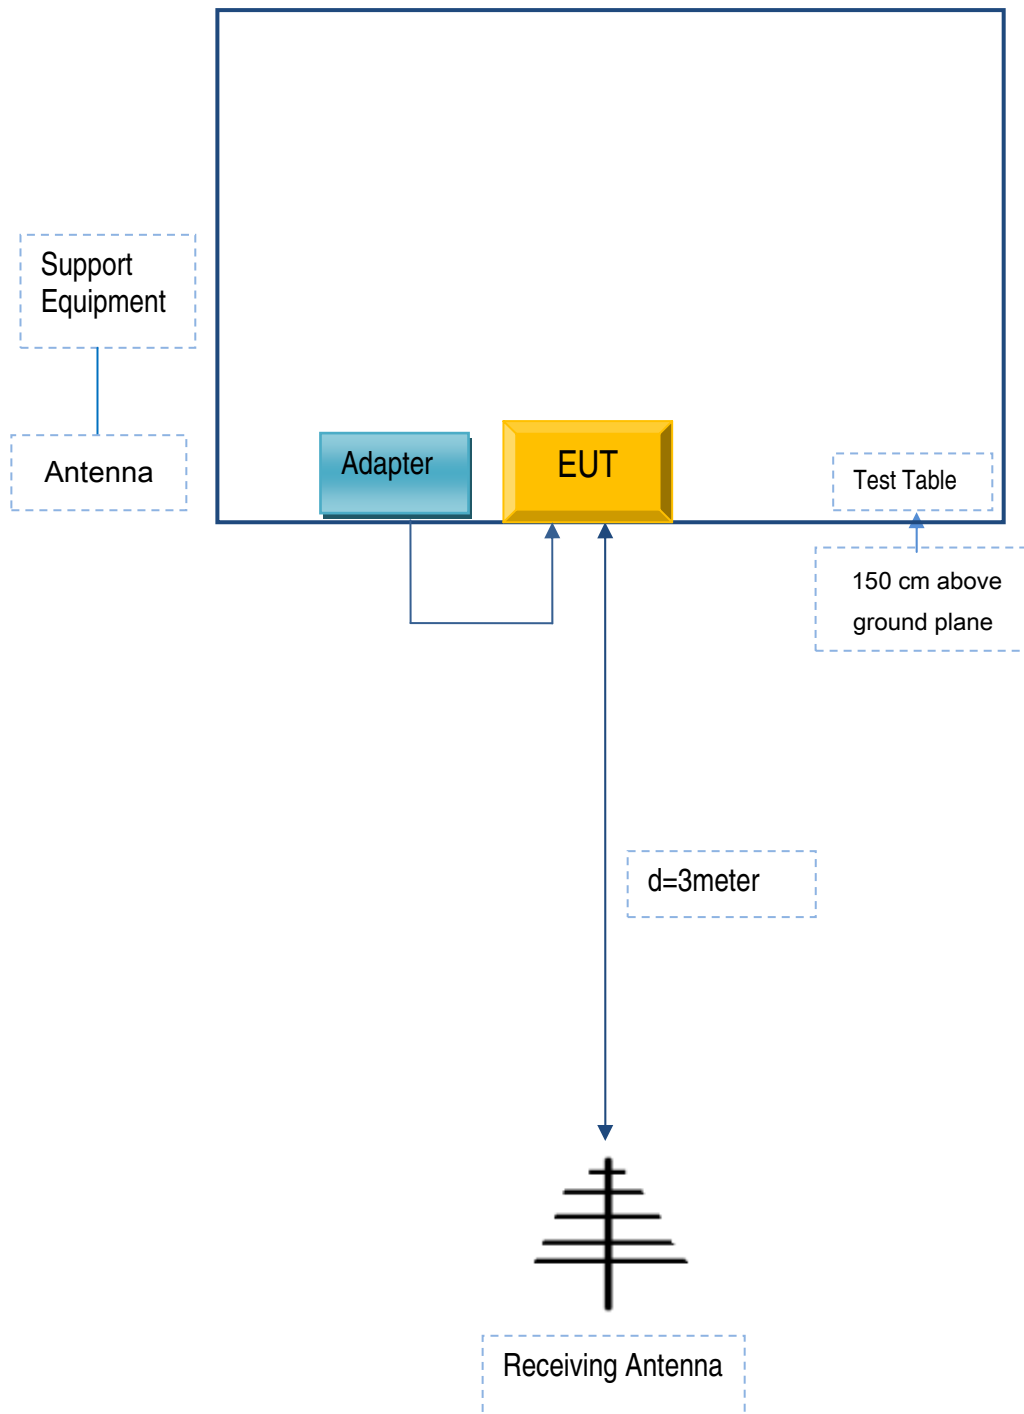 Support
Equipment
Antenna
Adapter
EUT
Test Table
150 cm above
ground plane
d=3meter
Receiving Antenna